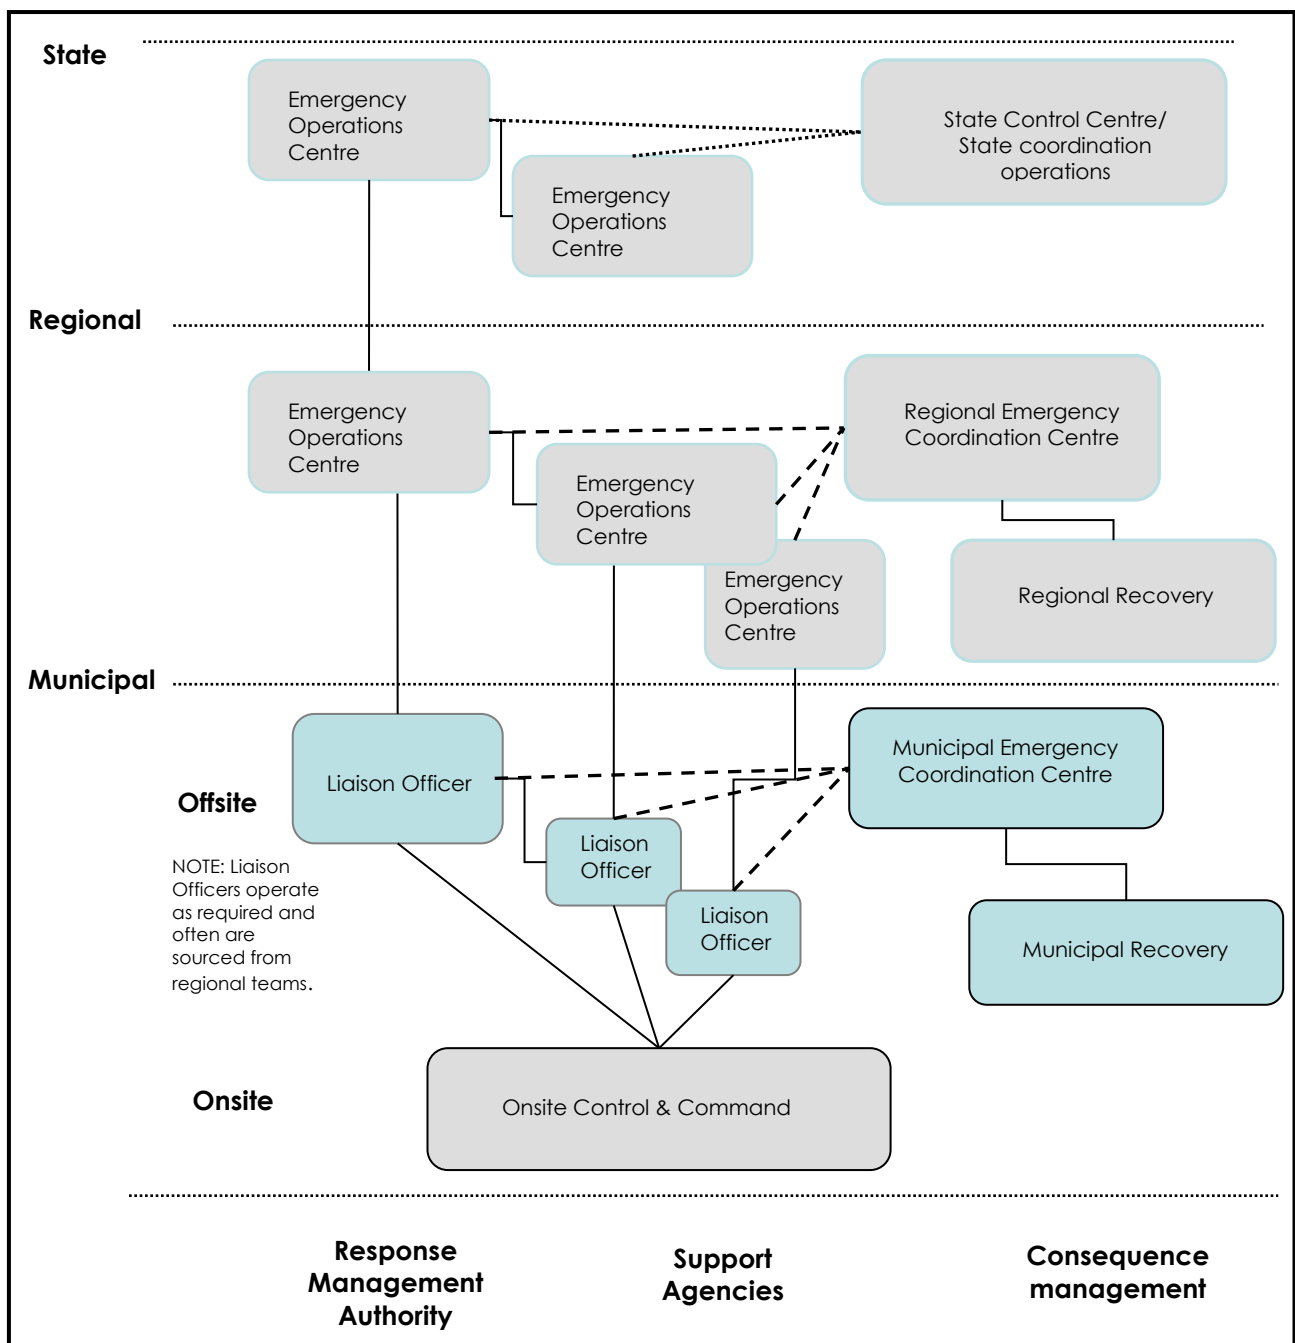 State
Emergency
Operations
Centre
State Control Centre/
State coordination
operations
Emergency
Operations
Centre
Regional
Emergency
Operations
Centre
Regional Emergency
Coordination Centre
Emergency
Operations
Centre
Emergency
Operations
Centre
Regional Recovery
Municipal
Liaison Officer
Municipal Emergency
Coordination Centre
Offsite
NOTE: Liaison
Officers operate
as required and
often are
sourced from
regional teams.
Liaison
Officer
Liaison
Officer
Municipal Recovery
Onsite
Onsite Control & Command
Response
Management
Authority
Support
Agencies
Consequence
management